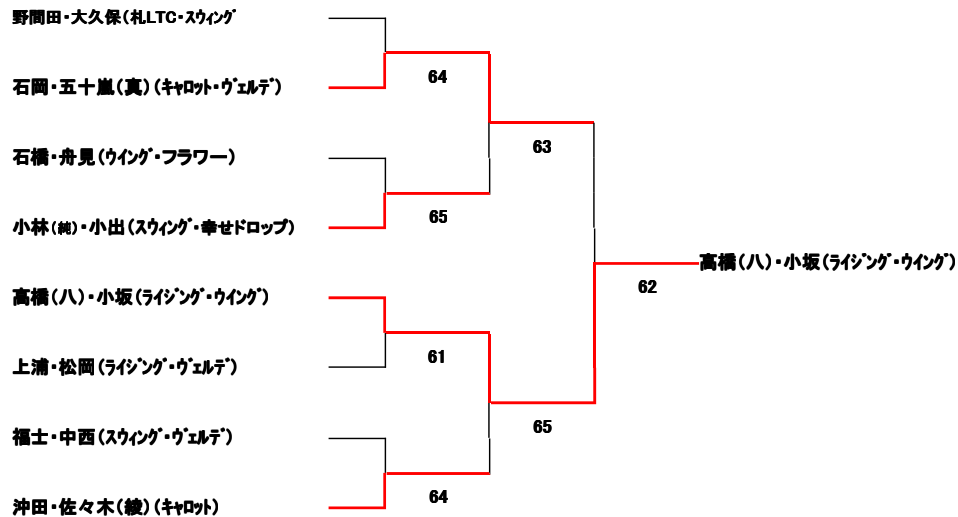 野間田・大久保(札LTC・ｽｳｨﾝｸﾞ
64
石岡・五十嵐(真)(ｷｬﾛｯﾄ・ｳﾞｪﾙﾃﾞ)
63
石橋・舟見(ｳｲﾝｸﾞ・フラワー)
65
小林(純)・小出(ｽｳｨﾝｸﾞ・幸せドロップ)
髙橋(八)・小坂(ﾗｲｼﾞﾝｸﾞ・ｳｲﾝｸﾞ)
62
髙橋(八)・小坂(ﾗｲｼﾞﾝｸﾞ・ｳｲﾝｸﾞ)
61
上浦・松岡(ﾗｲｼﾞﾝｸﾞ・ｳﾞｪﾙﾃﾞ)
65
福士・中西(ｽｳｨﾝｸﾞ・ｳﾞｪﾙﾃﾞ)
64
沖田・佐々木(綾)(ｷｬﾛｯﾄ)